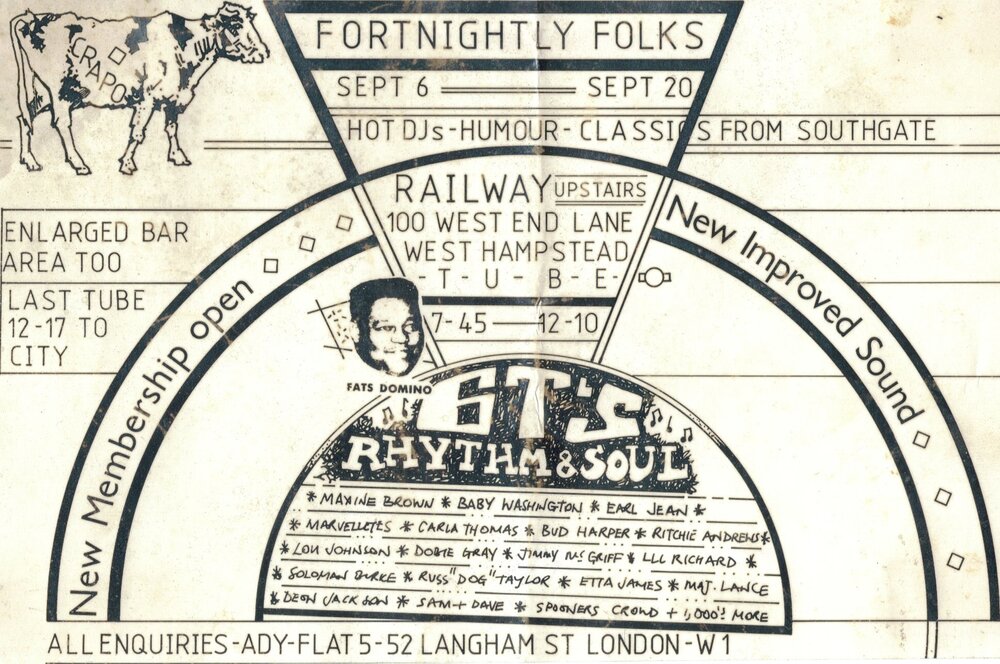 FORTNIGHTLY FOLKS
CRAPO
SEPT 6 SEPT 20
HOT DJs - HUMOUR - CLASSICS FROM SOUTHGATE
RAILWAY UPSTAIRS
100 WEST END LANE
WEST HAMPSTEAD
- T - U - B - E -
7-45 — 12-10
ENLARGED BAR
AREA TOO
LAST TUBE
12-17 TO
CITY
New Membership open
New Improved Sound
FATS DOMINO
6T'S
RHYTHM & SOUL
* MAXINE BROWN * BABY WASHINGTON * EARL JEAN *
* MARVELLETES * CARLA THOMAS * BUD HARPER * RITCHIE ANDREWS *
* LOU JOHNSON * DOBIE GRAY * JIMMY McGRIFF * LLL RICHARD *
* SOLOMAN BURKE * RUSS "DOG" TAYLOR * ETTA JAMES * MAJ. LANCE
* DEON JACKSON * SAM + DAVE * SPOONERS CROWD + 1,000's MORE
ALL ENQUIRIES - ADY - FLAT 5 - 52 LANGHAM ST LONDON - W1